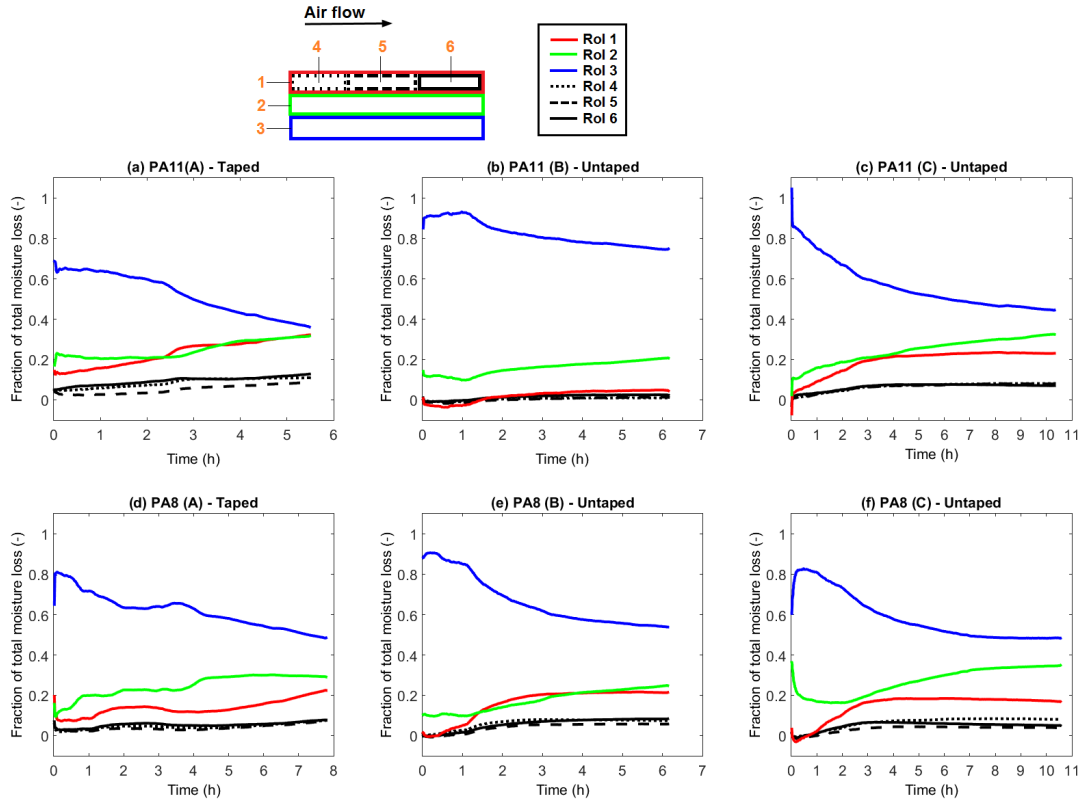 Air flow
4 5 6
1
2
3
RoI 1
RoI 2
RoI 3
RoI 4
RoI 5
RoI 6
(a) PA11(A) - Taped
Fraction of total moisture loss (-)
1
0.8
0.6
0.4
0.2
0
0 1 2 3 4 5 6
Time (h)
(b) PA11 (B) - Untaped
Fraction of total moisture loss (-)
1
0.8
0.6
0.4
0.2
0
0 1 2 3 4 5 6 7
Time (h)
(c) PA11 (C) - Untaped
Fraction of total moisture loss (-)
1
0.8
0.6
0.4
0.2
0
0 1 2 3 4 5 6 7 8 9 10 11
Time (h)
(d) PA8 (A) - Taped
Fraction of total moisture loss (-)
1
0.8
0.6
0.4
0.2
0
0 1 2 3 4 5 6 7 8
Time (h)
(e) PA8 (B) - Untaped
Fraction of total moisture loss (-)
1
0.8
0.6
0.4
0.2
0
0 1 2 3 4 5 6 7
Time (h)
(f) PA8 (C) - Untaped
Fraction of total moisture loss (-)
1
0.8
0.6
0.4
0.2
0
0 1 2 3 4 5 6 7 8 9 10 11
Time (h)